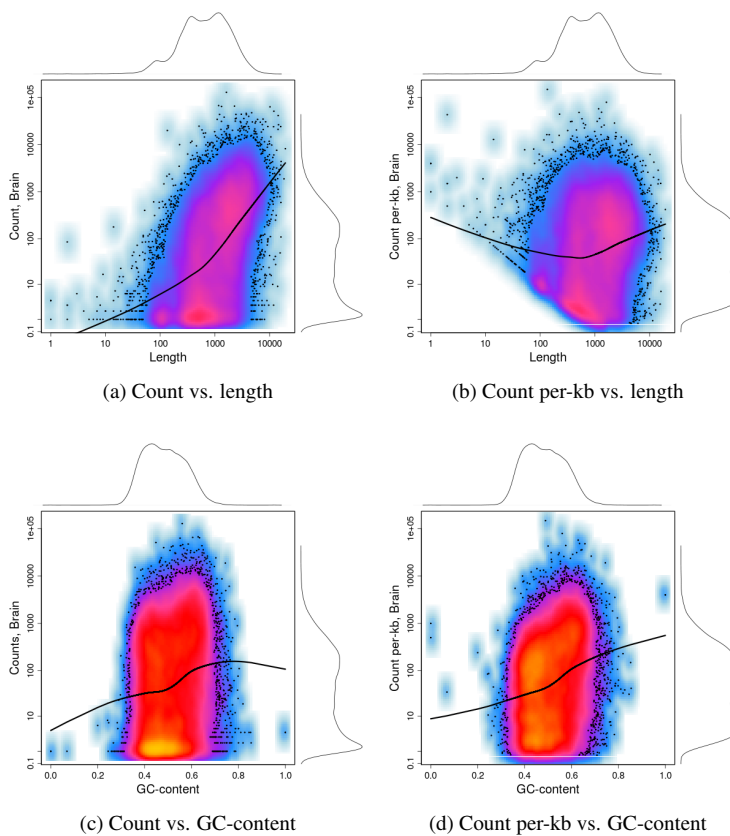 Count, Brain
1e+05
10000
1000
100
10
0.1
1
10
100
1000
10000
Length
(a) Count vs. length
Count per-kb, Brain
1e+05
10000
1000
100
10
0.1
1
10
100
1000
10000
Length
(b) Count per-kb vs. length
Counts, Brain
1e+05
10000
1000
100
10
0.1
0.0
0.2
0.4
0.6
0.8
1.0
GC-content
(c) Count vs. GC-content
Count per-kb, Brain
1e+05
10000
1000
100
10
0.1
0.0
0.2
0.4
0.6
0.8
1.0
GC-content
(d) Count per-kb vs. GC-content